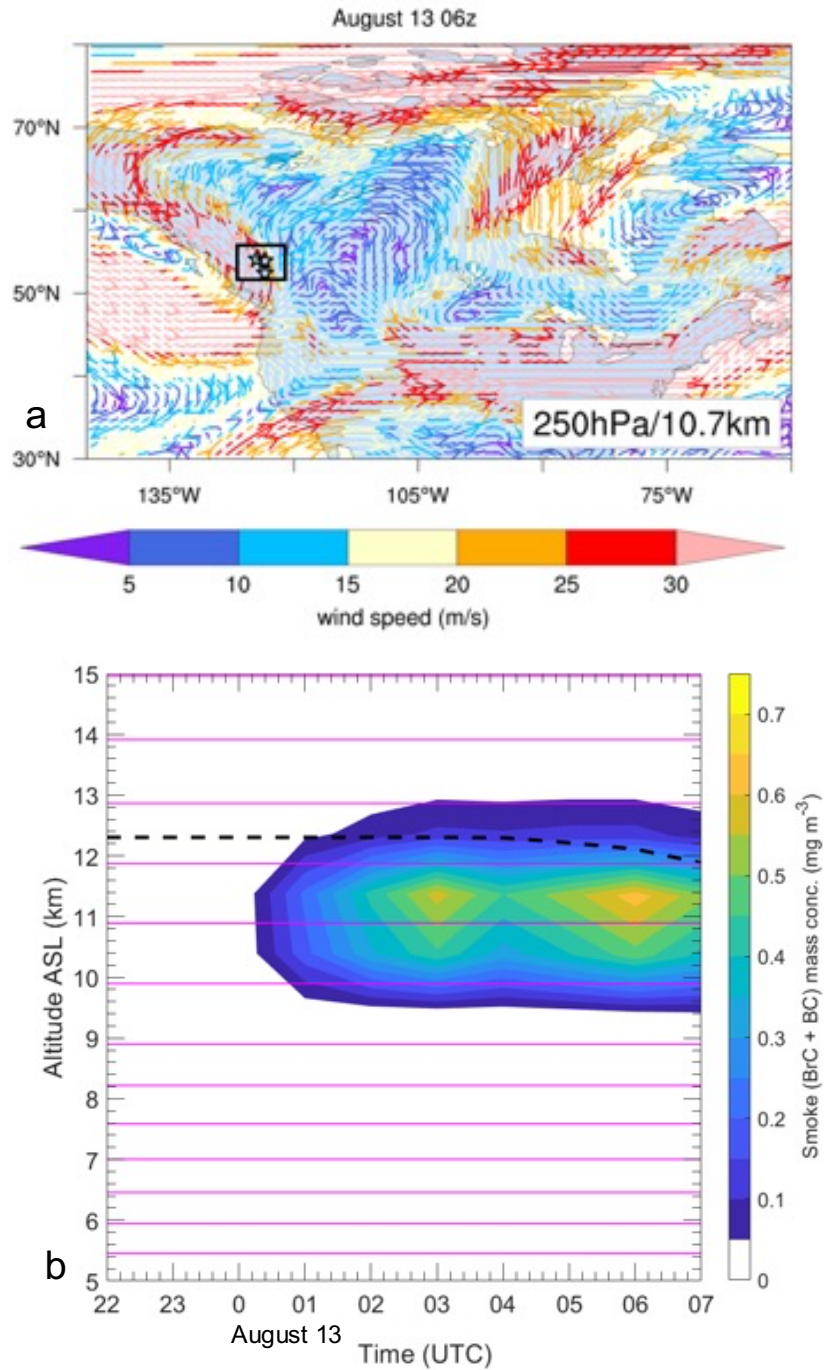 August 13 06z
70°N
50°N
30°N
a
250hPa/10.7km
135°W 105°W 75°W
5 10 15 20 25 30
wind speed (m/s)
15
14
13
12
11
10
9
8
7
6
5
Altitude ASL (km)
b
22 23 0 01 02 03 04 05 06 07
August 13
Time (UTC)
0.7
0.6
0.5
0.4
0.3
0.2
0.1
0
Smoke (BrC + BC) mass conc. (mg m⁻³)